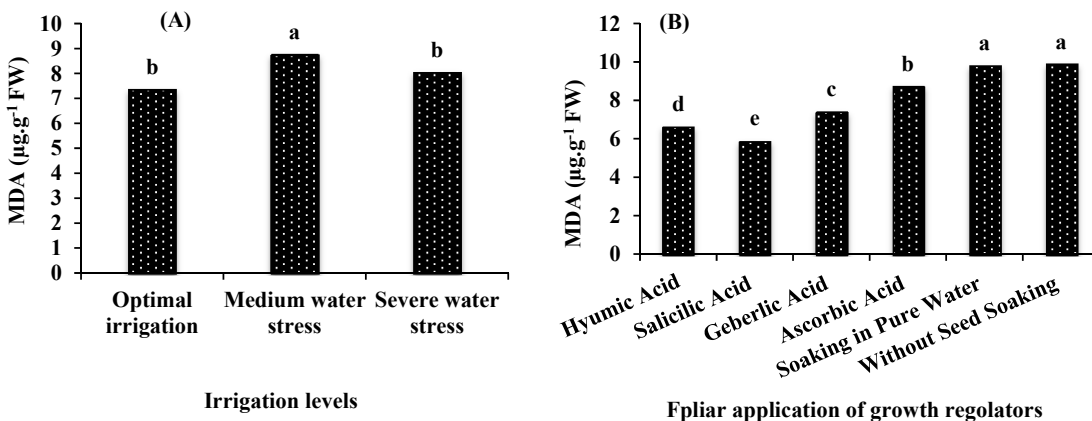 (A)
MDA (µg.g-1 FW)
10
9
8
7
6
5
4
3
2
1
0
b
a
b
Optimal irrigation
Medium water stress
Severe water stress
Irrigation levels
(B)
MDA (µg.g-1 FW)
12
10
8
6
4
2
0
d
e
c
b
a
a
Hyumic Acid
Salicilic Acid
Geberlic Acid
Ascorbic Acid
Soaking in Pure Water
Without Seed Soaking
Fpliar application of growth regolators